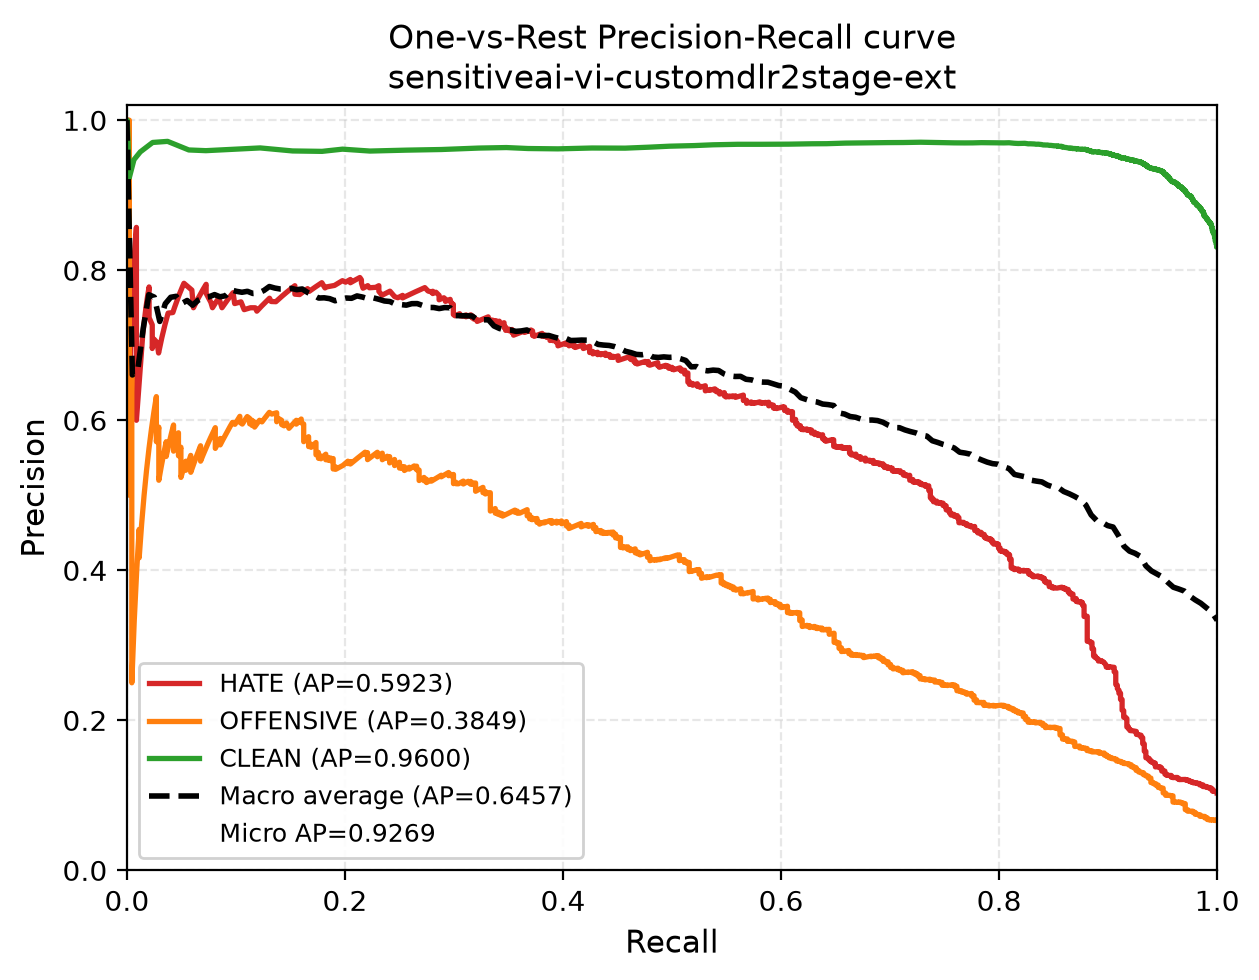 One-vs-Rest Precision-Recall curve
sensitiveai-vi-customdlr2stage-ext
Precision
1.0
0.8
0.6
0.4
0.2
0.0
HATE (AP=0.5923)
OFFENSIVE (AP=0.3849)
CLEAN (AP=0.9600)
Macro average (AP=0.6457)
Micro AP=0.9269
0.0 0.2 0.4 0.6 0.8 1.0
Recall